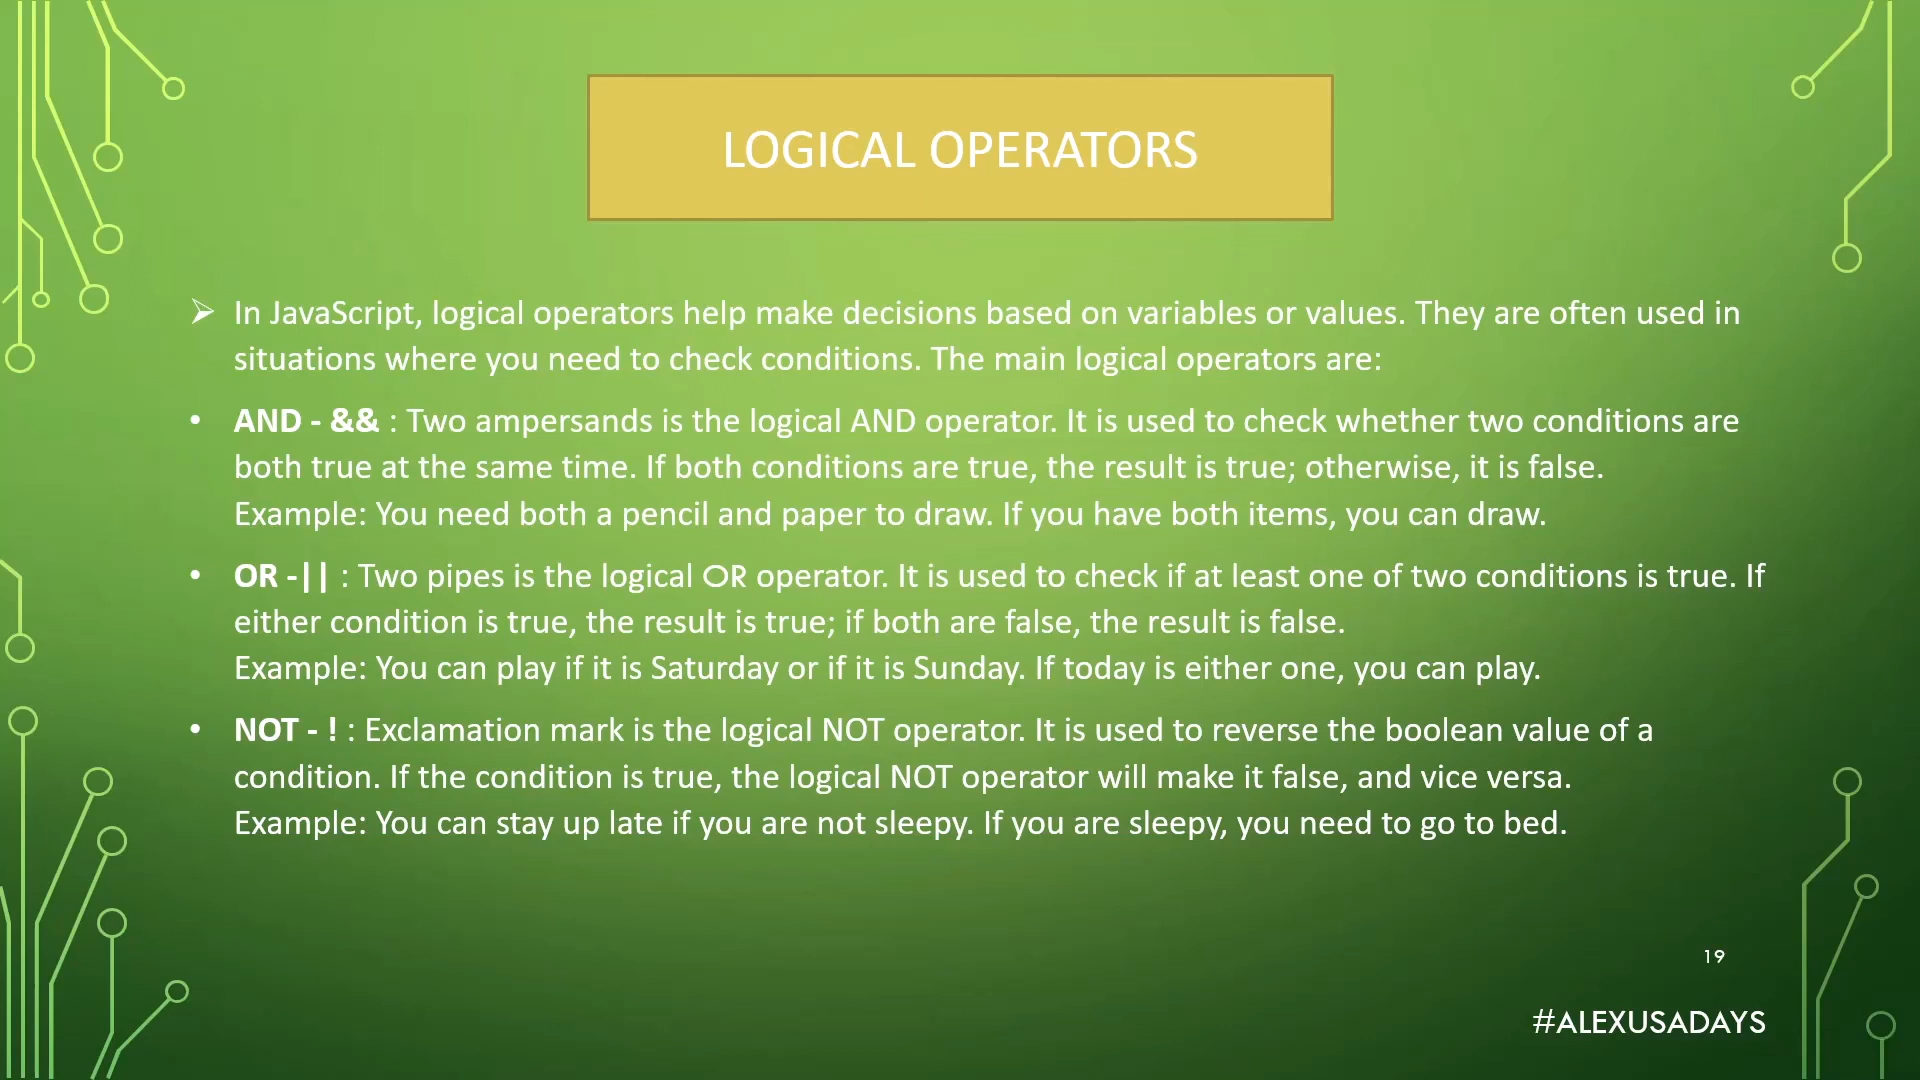 LOGICAL OPERATORS
➢ In JavaScript, logical operators help make decisions based on variables or values. They are often used in
situations where you need to check conditions. The main logical operators are:
• AND - && : Two ampersands is the logical AND operator. It is used to check whether two conditions are
both true at the same time. If both conditions are true, the result is true; otherwise, it is false.
Example: You need both a pencil and paper to draw. If you have both items, you can draw.
• OR -|| : Two pipes is the logical OR operator. It is used to check if at least one of two conditions is true. If
either condition is true, the result is true; if both are false, the result is false.
Example: You can play if it is Saturday or if it is Sunday. If today is either one, you can play.
• NOT - ! : Exclamation mark is the logical NOT operator. It is used to reverse the boolean value of a
condition. If the condition is true, the logical NOT operator will make it false, and vice versa.
Example: You can stay up late if you are not sleepy. If you are sleepy, you need to go to bed.
19
#ALEXUSADAYS